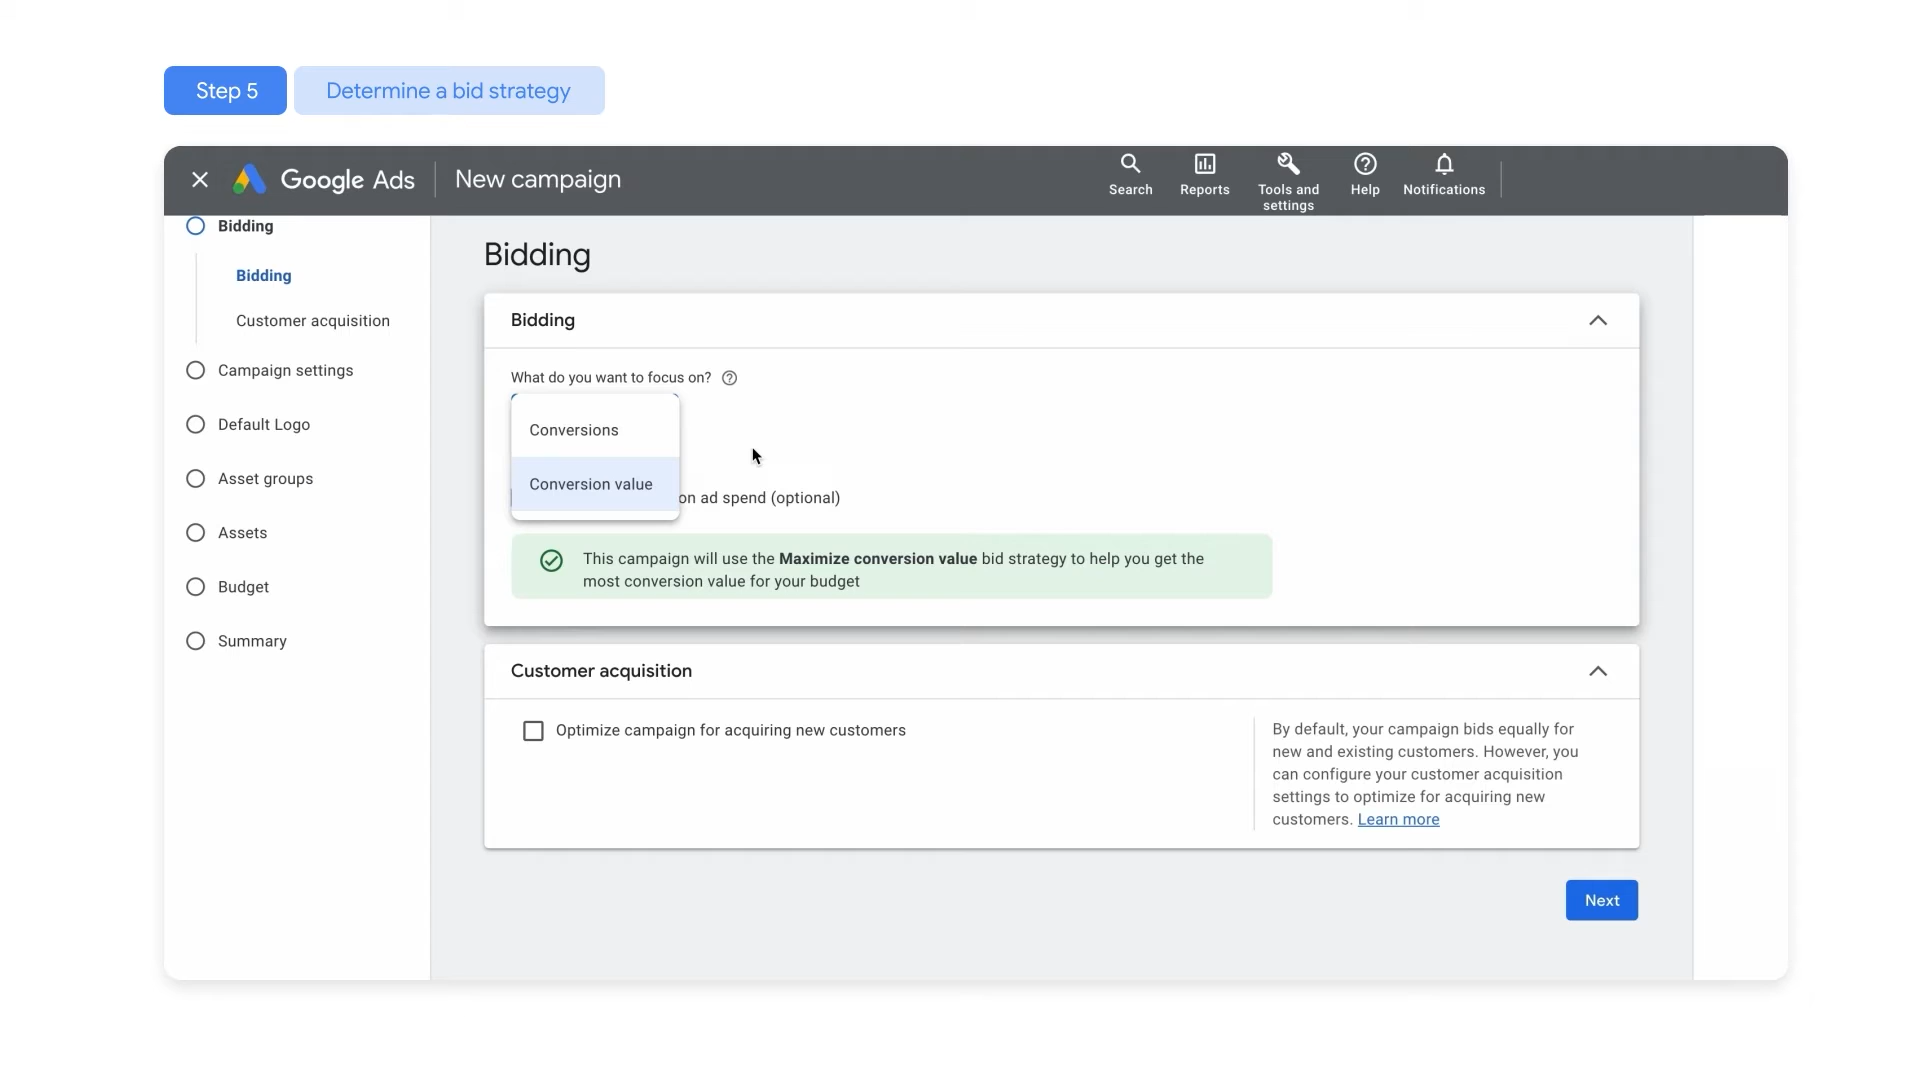 Step 5
Determine a bid strategy
Google Ads
New campaign
Search
Reports
Tools and
settings
Help
Notifications
Bidding
Bidding
Customer acquisition
Campaign settings
Default Logo
Asset groups
Assets
Budget
Summary
Bidding
Bidding
What do you want to focus on?
Conversions
Conversion value
on ad spend (optional)
This campaign will use the Maximize conversion value bid strategy to help you get the
most conversion value for your budget
Customer acquisition
Optimize campaign for acquiring new customers
By default, your campaign bids equally for
new and existing customers. However, you
can configure your customer acquisition
settings to optimize for acquiring new
customers. Learn more
Next